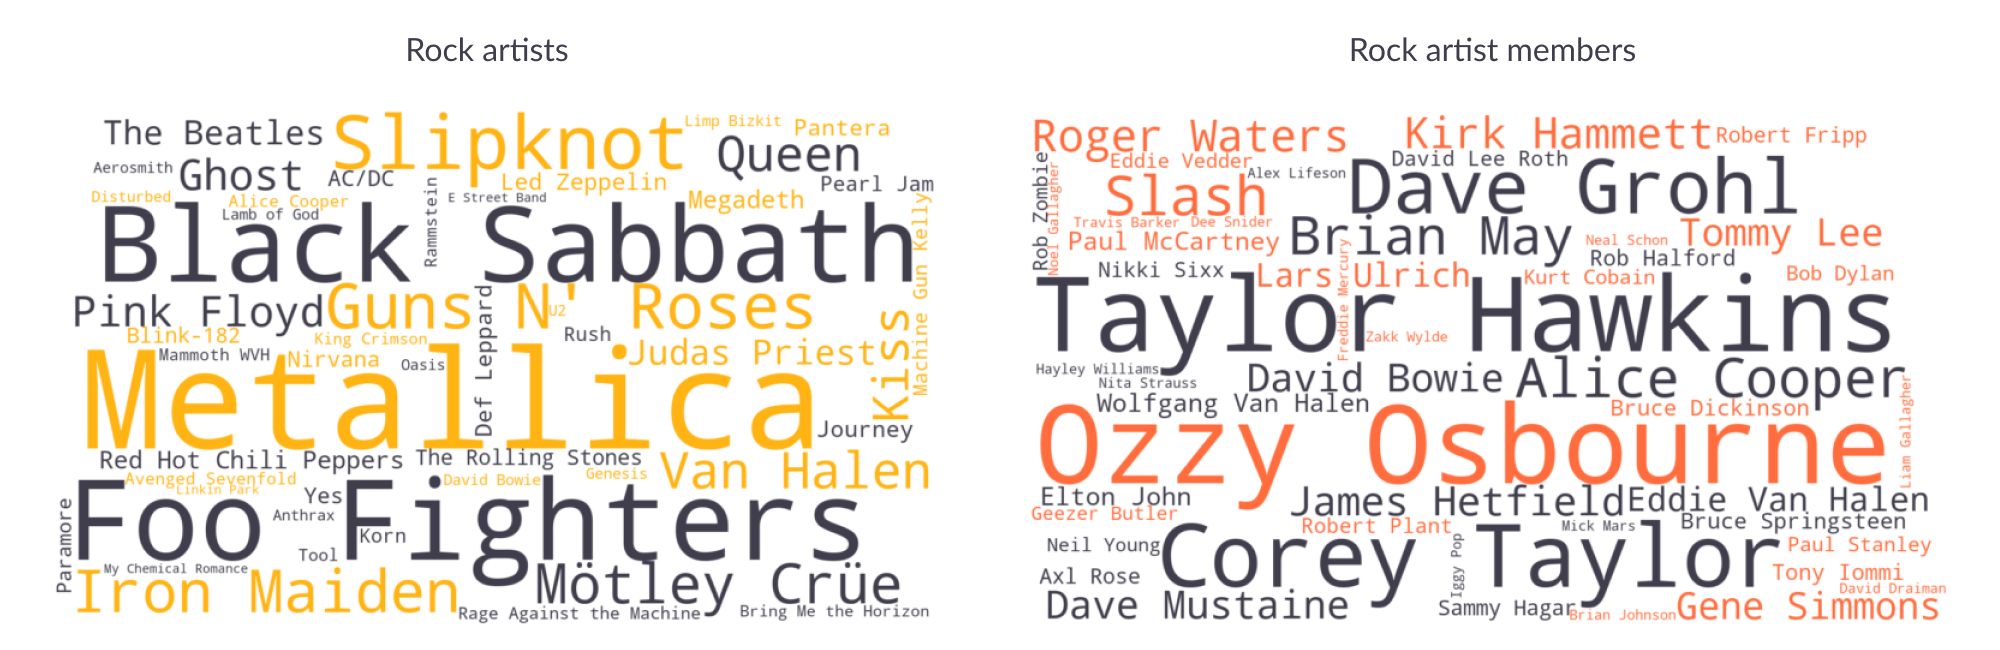 Rock artists
The Beatles
Slipknot
Limp Bizkit
Pantera
Aerosmith
Ghost
AC/DC
Queen
Led Zeppelin
Pearl Jam
Disturbed
Alice Cooper
Lamb of God
Rammstein
E Street Band
Megadeth
Black Sabbath
Machine Gun Kelly
Pink Floyd
Guns N' Roses
U2
Def Leppard
Rush
Kiss
Blink-182
King Crimson
Mammoth WVH
Nirvana
Oasis
Judas Priest
Metallica
Journey
Red Hot Chili Peppers
The Rolling Stones
Van Halen
Avenged Sevenfold
Linkin Park
David Bowie
Genesis
Foo Fighters
Yes
Anthrax
Korn
Tool
Paramore
My Chemical Romance
Iron Maiden
Mötley Crüe
Rage Against the Machine
Bring Me the Horizon
Rock artist members
Roger Waters
Kirk Hammett
Robert Fripp
Rob Zombie
Noel Gallagher
Eddie Vedder
Alex Lifeson
David Lee Roth
Slash
Dave Grohl
Travis Barker
Dee Snider
Paul McCartney
Brian May
Neal Schon
Tommy Lee
Nikki Sixx
Lars Ulrich
Freddie Mercury
Rob Halford
Kurt Cobain
Bob Dylan
Taylor Hawkins
Zakk Wylde
Hayley Williams
Nita Strauss
David Bowie
Alice Cooper
Wolfgang Van Halen
Bruce Dickinson
Liam Gallagher
Ozzy Osbourne
Elton John
James Hetfield
Eddie Van Halen
Geezer Butler
Robert Plant
Mick Mars
Bruce Springsteen
Neil Young
Corey Taylor
Iggy Pop
Paul Stanley
Axl Rose
Tony Iommi
David Draiman
Dave Mustaine
Sammy Hagar
Brian Johnson
Gene Simmons